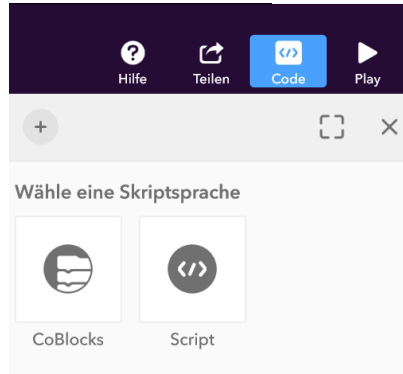 Hilfe Teilen Code Play
Wähle eine Skriptsprache
CoBlocks Script